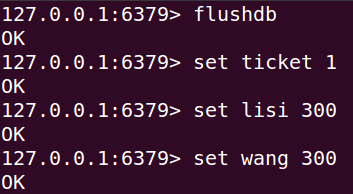 127.0.0.1:6379> flushdb
OK
127.0.0.1:6379> set ticket 1
OK
127.0.0.1:6379> set lisi 300
OK
127.0.0.1:6379> set wang 300
OK